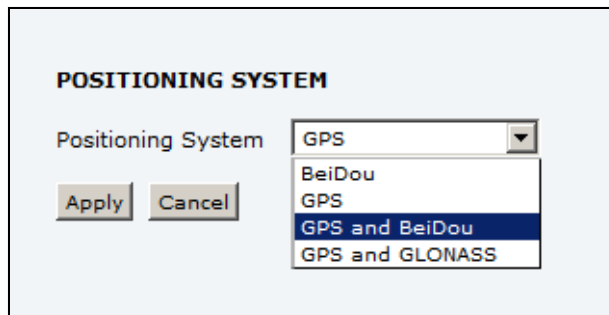 POSITIONING SYSTEM
Positioning System GPS
BeiDou
Apply Cancel GPS
GPS and BeiDou
GPS and GLONASS